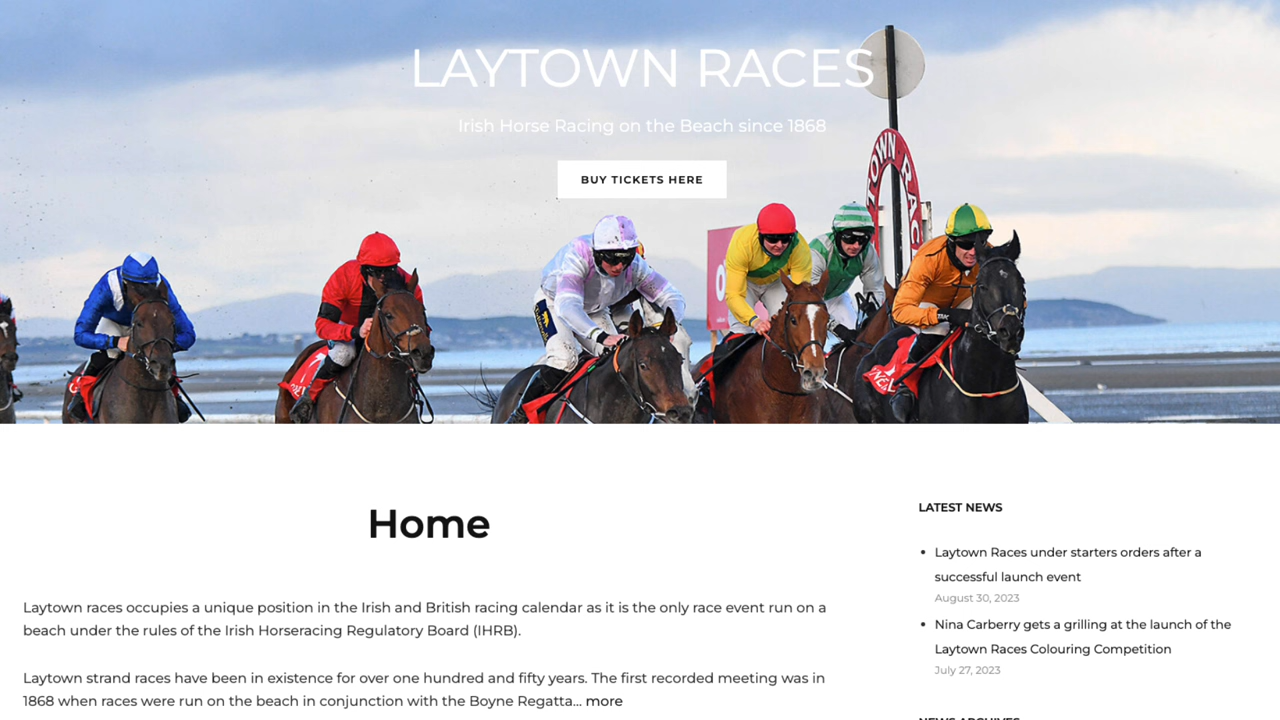 LAYTOWN RACES
Irish Horse Racing on the Beach since 1868
BUY TICKETS HERE
Home
Laytown races occupies a unique position in the Irish and British racing calendar as it is the only race event run on a
beach under the rules of the Irish Horseracing Regulatory Board (IHRB).
Laytown strand races have been in existence for over one hundred and fifty years. The first recorded meeting was in
1868 when races were run on the beach in conjunction with the Boyne Regatta... more
LATEST NEWS
Laytown Races under starters orders after a
successful launch event
August 30, 2023
Nina Carberry gets a grilling at the launch of the
Laytown Races Colouring Competition
July 27, 2023